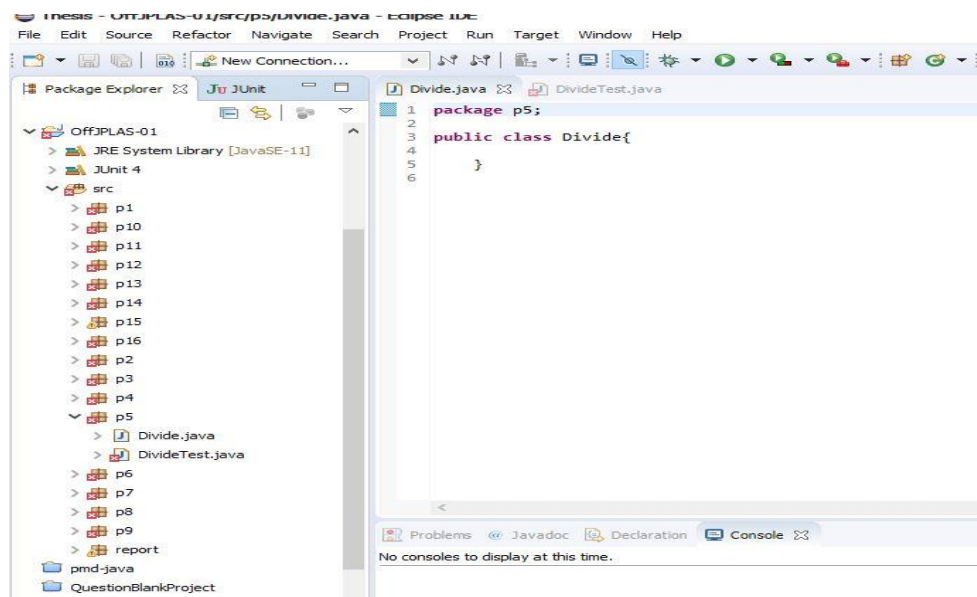 Thesis - OffJPLAS-01/src/p5/Divide.java - Eclipse IDE
File Edit Source Refactor Navigate Search Project Run Target Window Help
New Connection...
Package Explorer JUnit
OffJPLAS-01
JRE System Library [JavaSE-11]
JUnit 4
src
p1
p10
p11
p12
p13
p14
p15
p16
p2
p3
p4
p5
Divide.java
DivideTest.java
p6
p7
p8
p9
report
pmd-java
QuestionBlankProject
Divide.java DivideTest.java
1 package p5;
2
3 public class Divide{
4
5 }
6
Problems Javadoc Declaration Console
No consoles to display at this time.